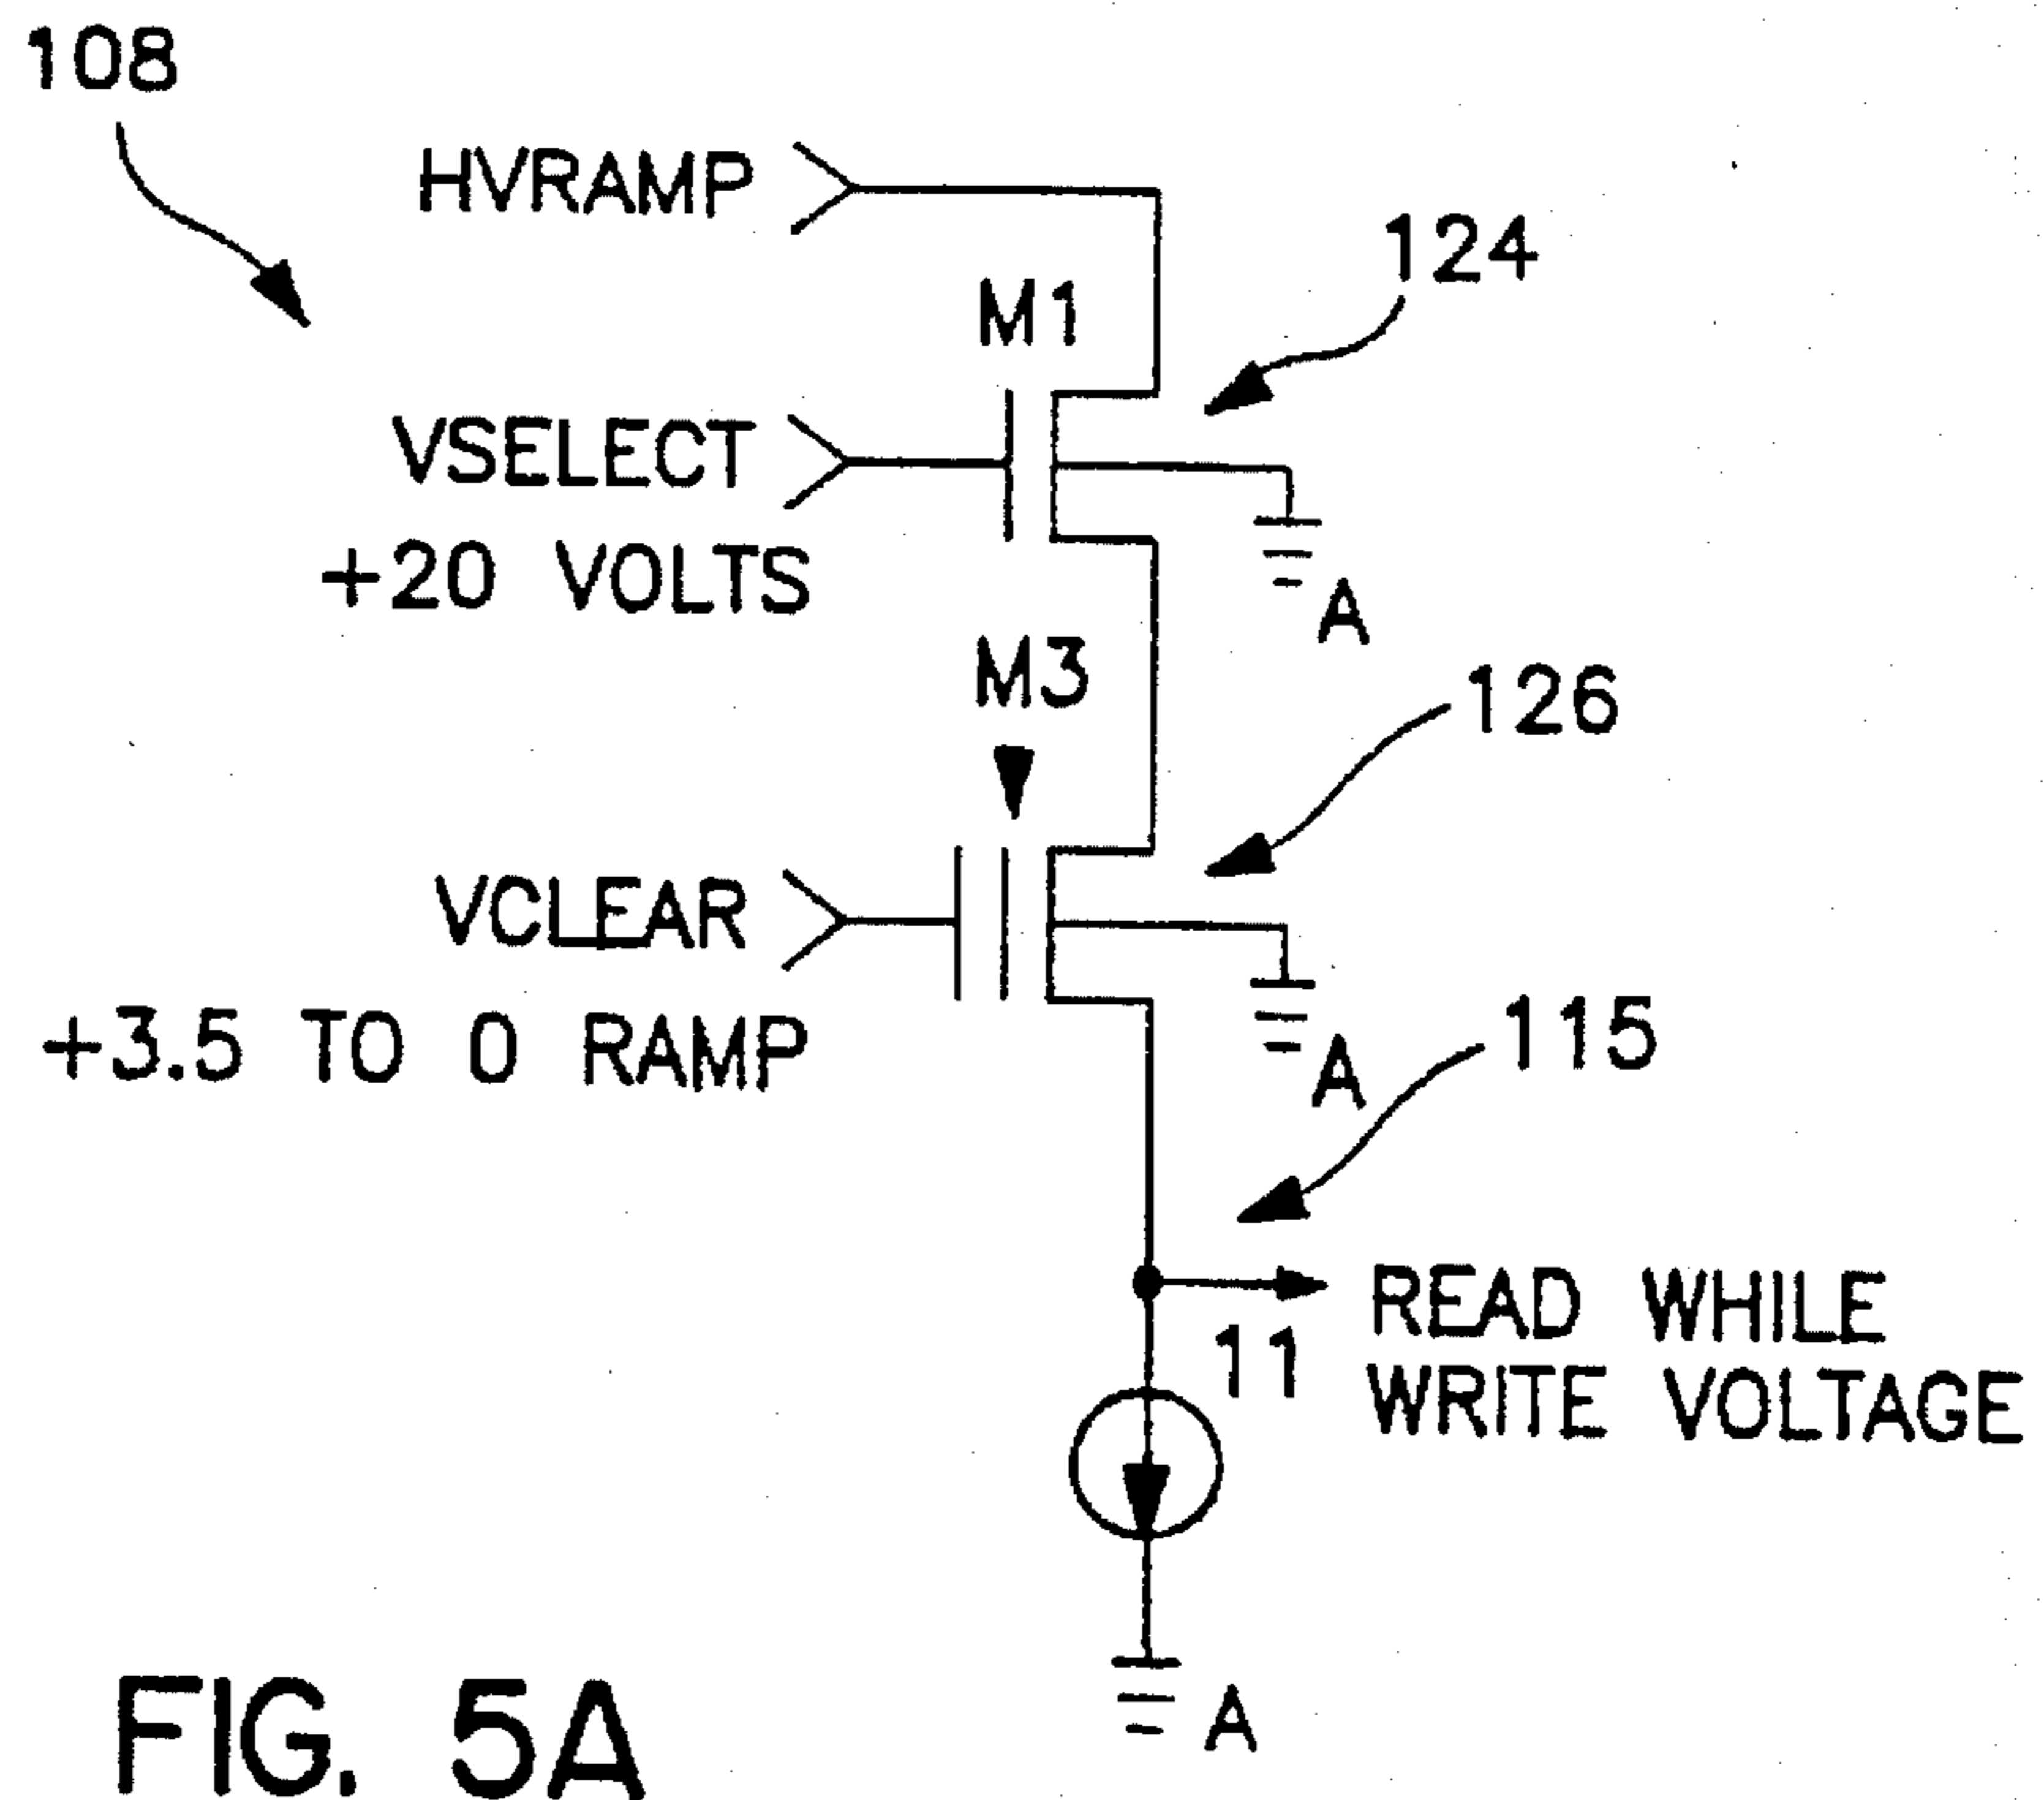 108
HVRAMP
124
M1
VSELECT
+20 VOLTS
A
M3
126
VCLEAR
+3.5 TO 0 RAMP
A
115
READ WHILE
WRITE VOLTAGE
11
A
FIG. 5A